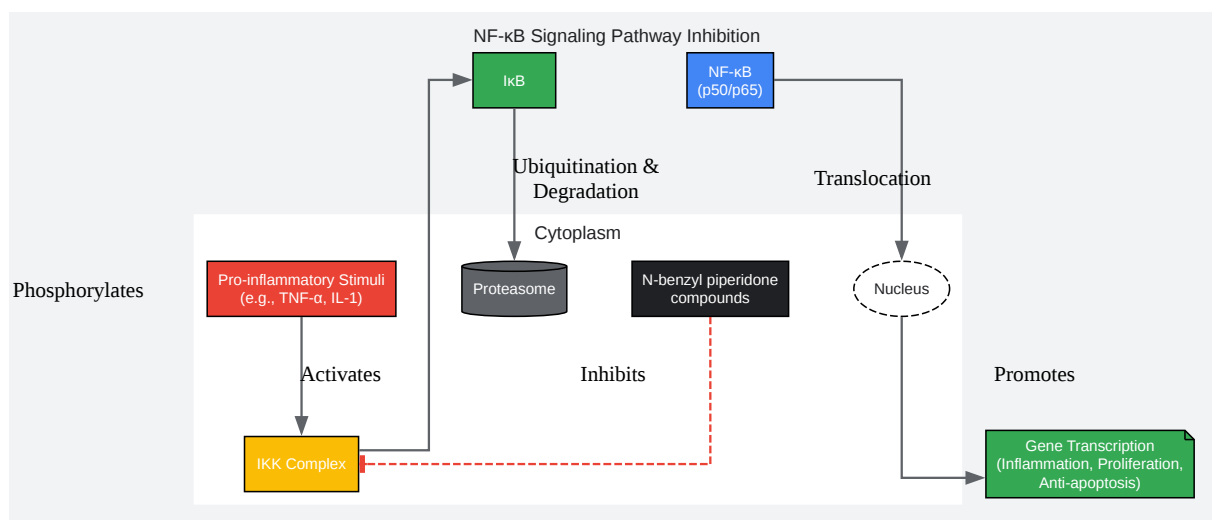 NF-κB Signaling Pathway Inhibition
IκB
NF-κB
(p50/p65)
Ubiquitination &
Degradation
Translocation
Cytoplasm
Pro-inflammatory Stimuli
(e.g., TNF-α, IL-1)
Proteasome
N-benzyl piperidone
compounds
Nucleus
Phosphorylates
Activates
Inhibits
Promotes
IKK Complex
Gene Transcription
(Inflammation, Proliferation,
Anti-apoptosis)